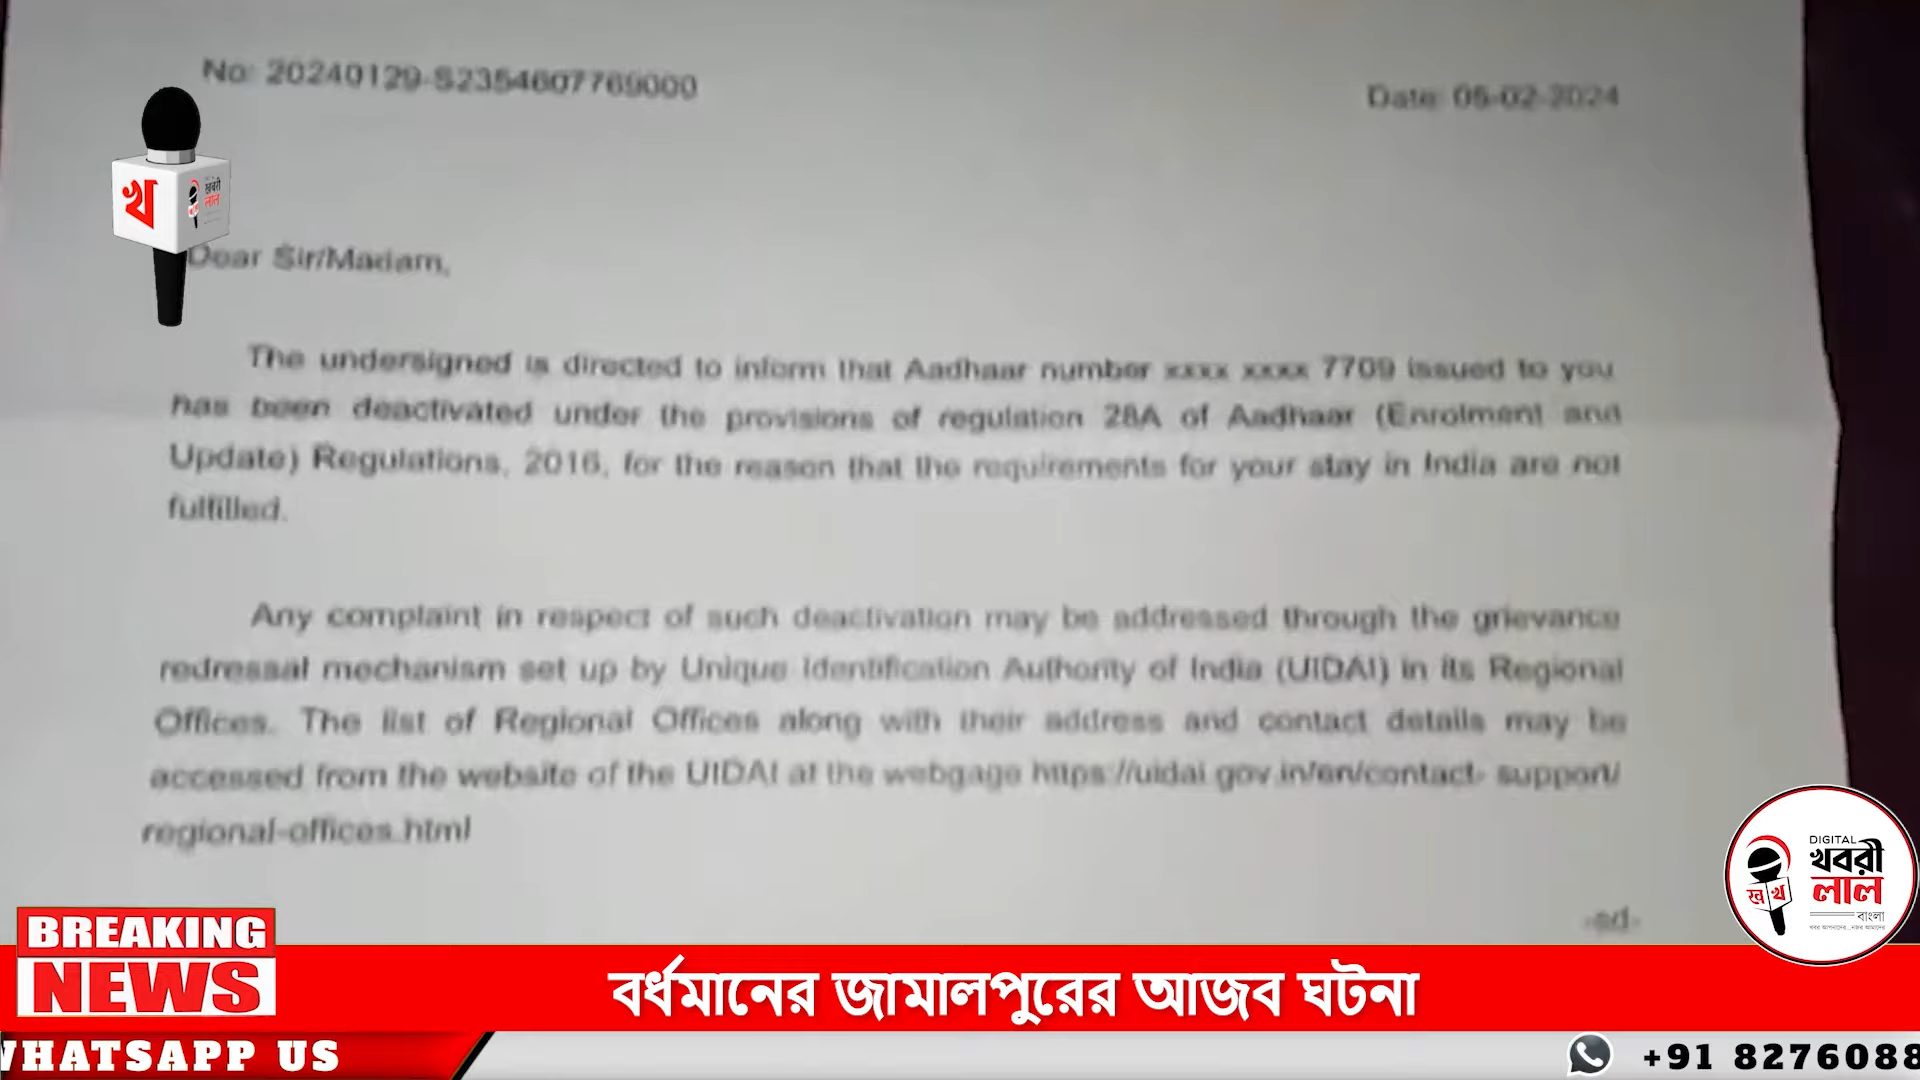 No: 20240129-S2354607769000
Date: 05-02-2024
খ
খবরী
লাল
Dear Sir/Madam,
The undersigned is directed to inform that Aadhaar number xxxx xxxx 7709 issued to you
has been deactivated under the provisions of regulation 28A of Aadhaar (Enrolment and
Update) Regulations, 2016, for the reason that the requirements for your stay in India are not
fulfilled.
Any complaint in respect of such deactivation may be addressed through the grievance
redressal mechanism set up by Unique Identification Authority of India (UIDAI) in its Regional
Offices. The list of Regional Offices along with their address and contact details may be
accessed from the website of the UIDAI at the webgage https://uidai.gov.in/en/contact- support/
regional-offices.html
-sd-
DIGITAL
খবরী
লাল
বাংলা
BREAKING
NEWS
বর্ধমানের জামালপুরের আজব ঘটনা
WHATSAPP US
+91 8276088